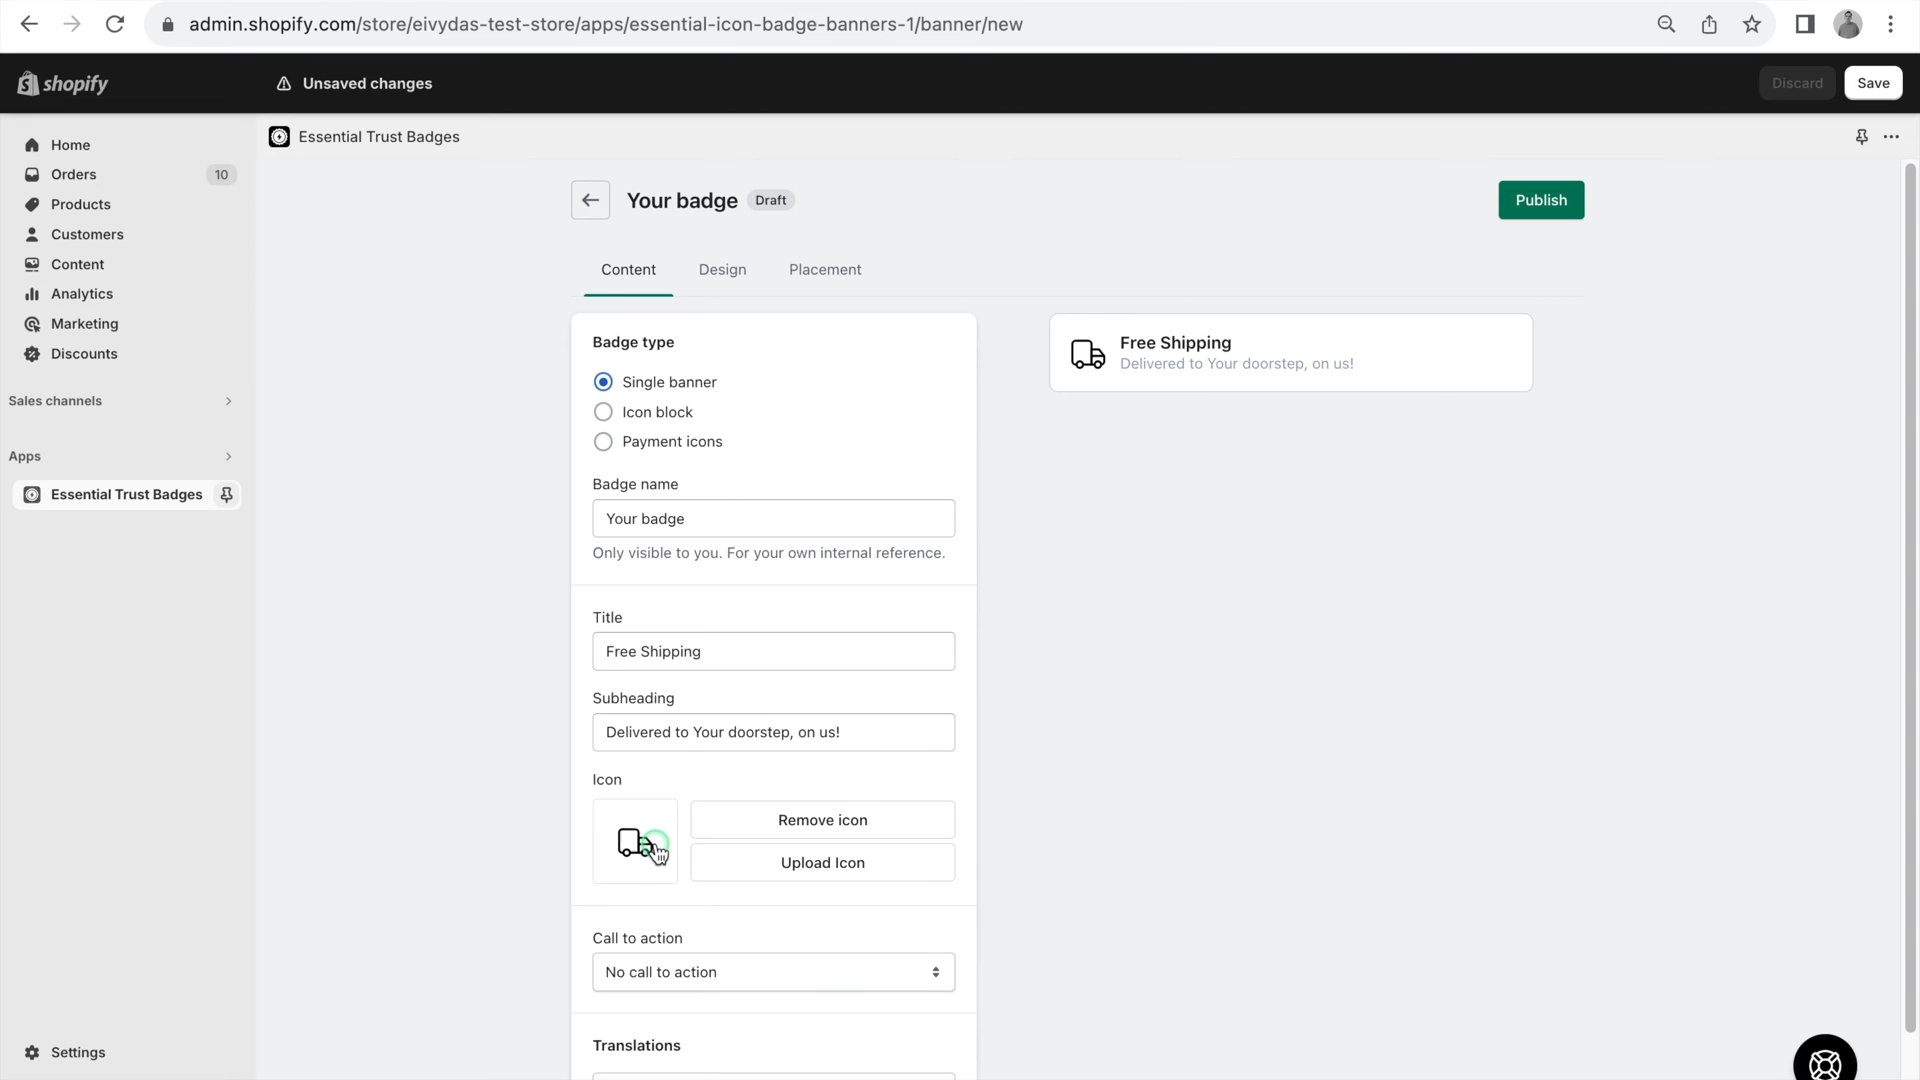 admin.shopify.com/store/eivydas-test-store/apps/essential-icon-badge-banners-1/banner/new
shopify
Unsaved changes
Discard
Save
Home
Orders
10
Products
Customers
Content
Analytics
Marketing
Discounts
Sales channels
Apps
Essential Trust Badges
Settings
Essential Trust Badges
Your badge
Draft
Publish
Content
Design
Placement
Badge type
Single banner
Icon block
Payment icons
Badge name
Your badge
Only visible to you. For your own internal reference.
Title
Free Shipping
Subheading
Delivered to Your doorstep, on us!
Icon
Remove icon
Upload Icon
Call to action
No call to action
Translations
Free Shipping
Delivered to Your doorstep, on us!